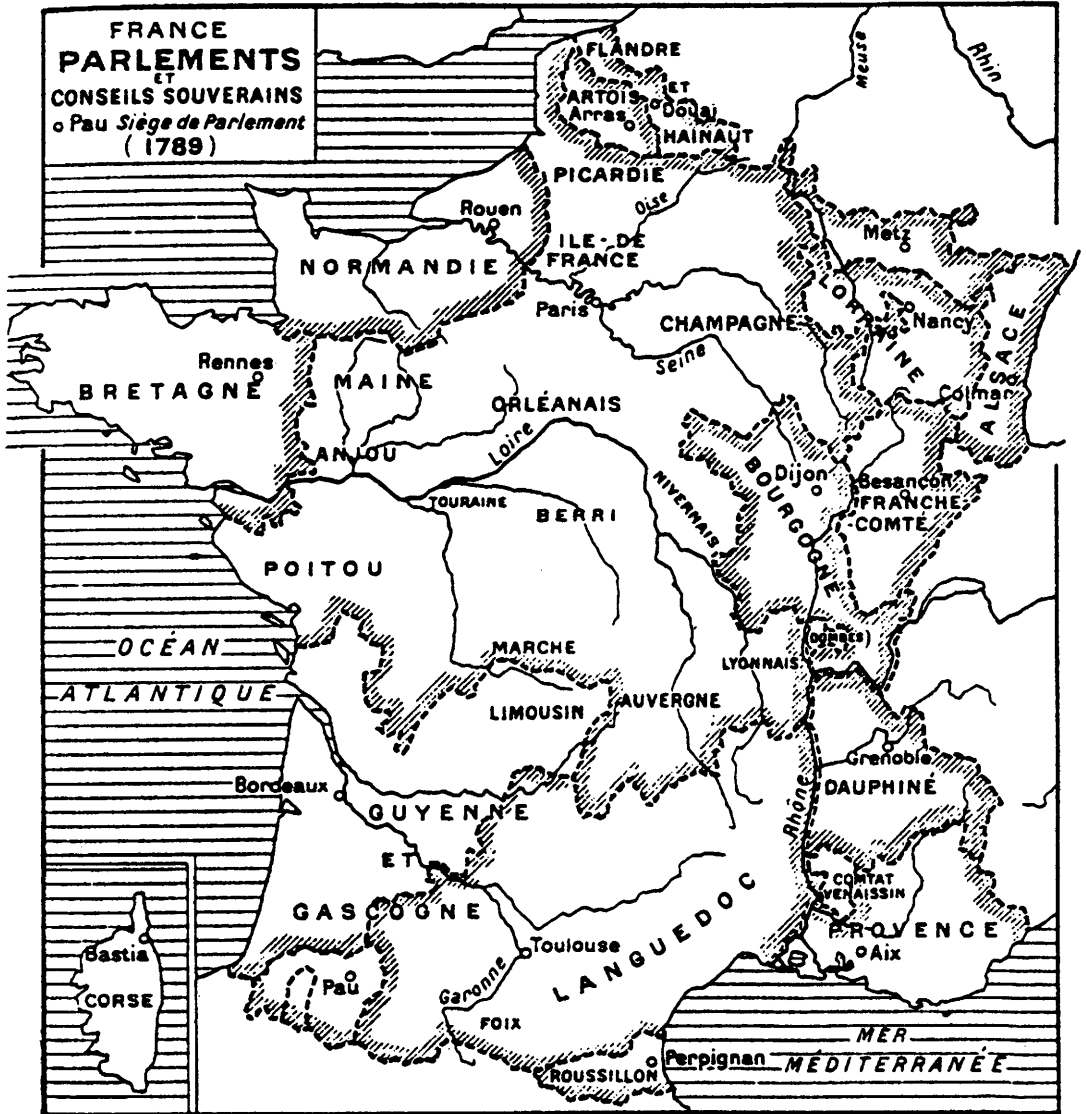 FRANCE
PARLEMENTS
ET
CONSEILS SOUVERAINS
o Pau Siège de Parlement
(1789)
Meuse
Rhin
FLANDRE
ET
ARTOIS
Douai
Arras
HAINAUT
PICARDIE
Oise
Rouen
Metz
ILE-DE
FRANCE
NORMANDIE
LORRAINE
Paris
CHAMPAGNE
Nancy
Seine
ALSACE
Rennes
BRETAGNE
MAINE
Colmar
ORLÉANAIS
ANJOU
Loire
Dijon
BOURGOGNE
Besançon
FRANCHE
-COMTÉ
TOURAINE
BERRI
NIVERNAIS
POITOU
OCÉAN
ATLANTIQUE
MARCHE
(DOMBES)
LYONNAIS
LIMOUSIN
AUVERGNE
Grenoble
DAUPHINÉ
Bordeaux
Rhône
GUYENNE
ET
GASCOGNE
COMTAT
VENAISSIN
LANGUEDOC
PROVENCE
Aix
Toulouse
Bastia
CORSE
Pau
Garonne
FOIX
MER
MÉDITERRANÉE
Perpignan
ROUSSILLON